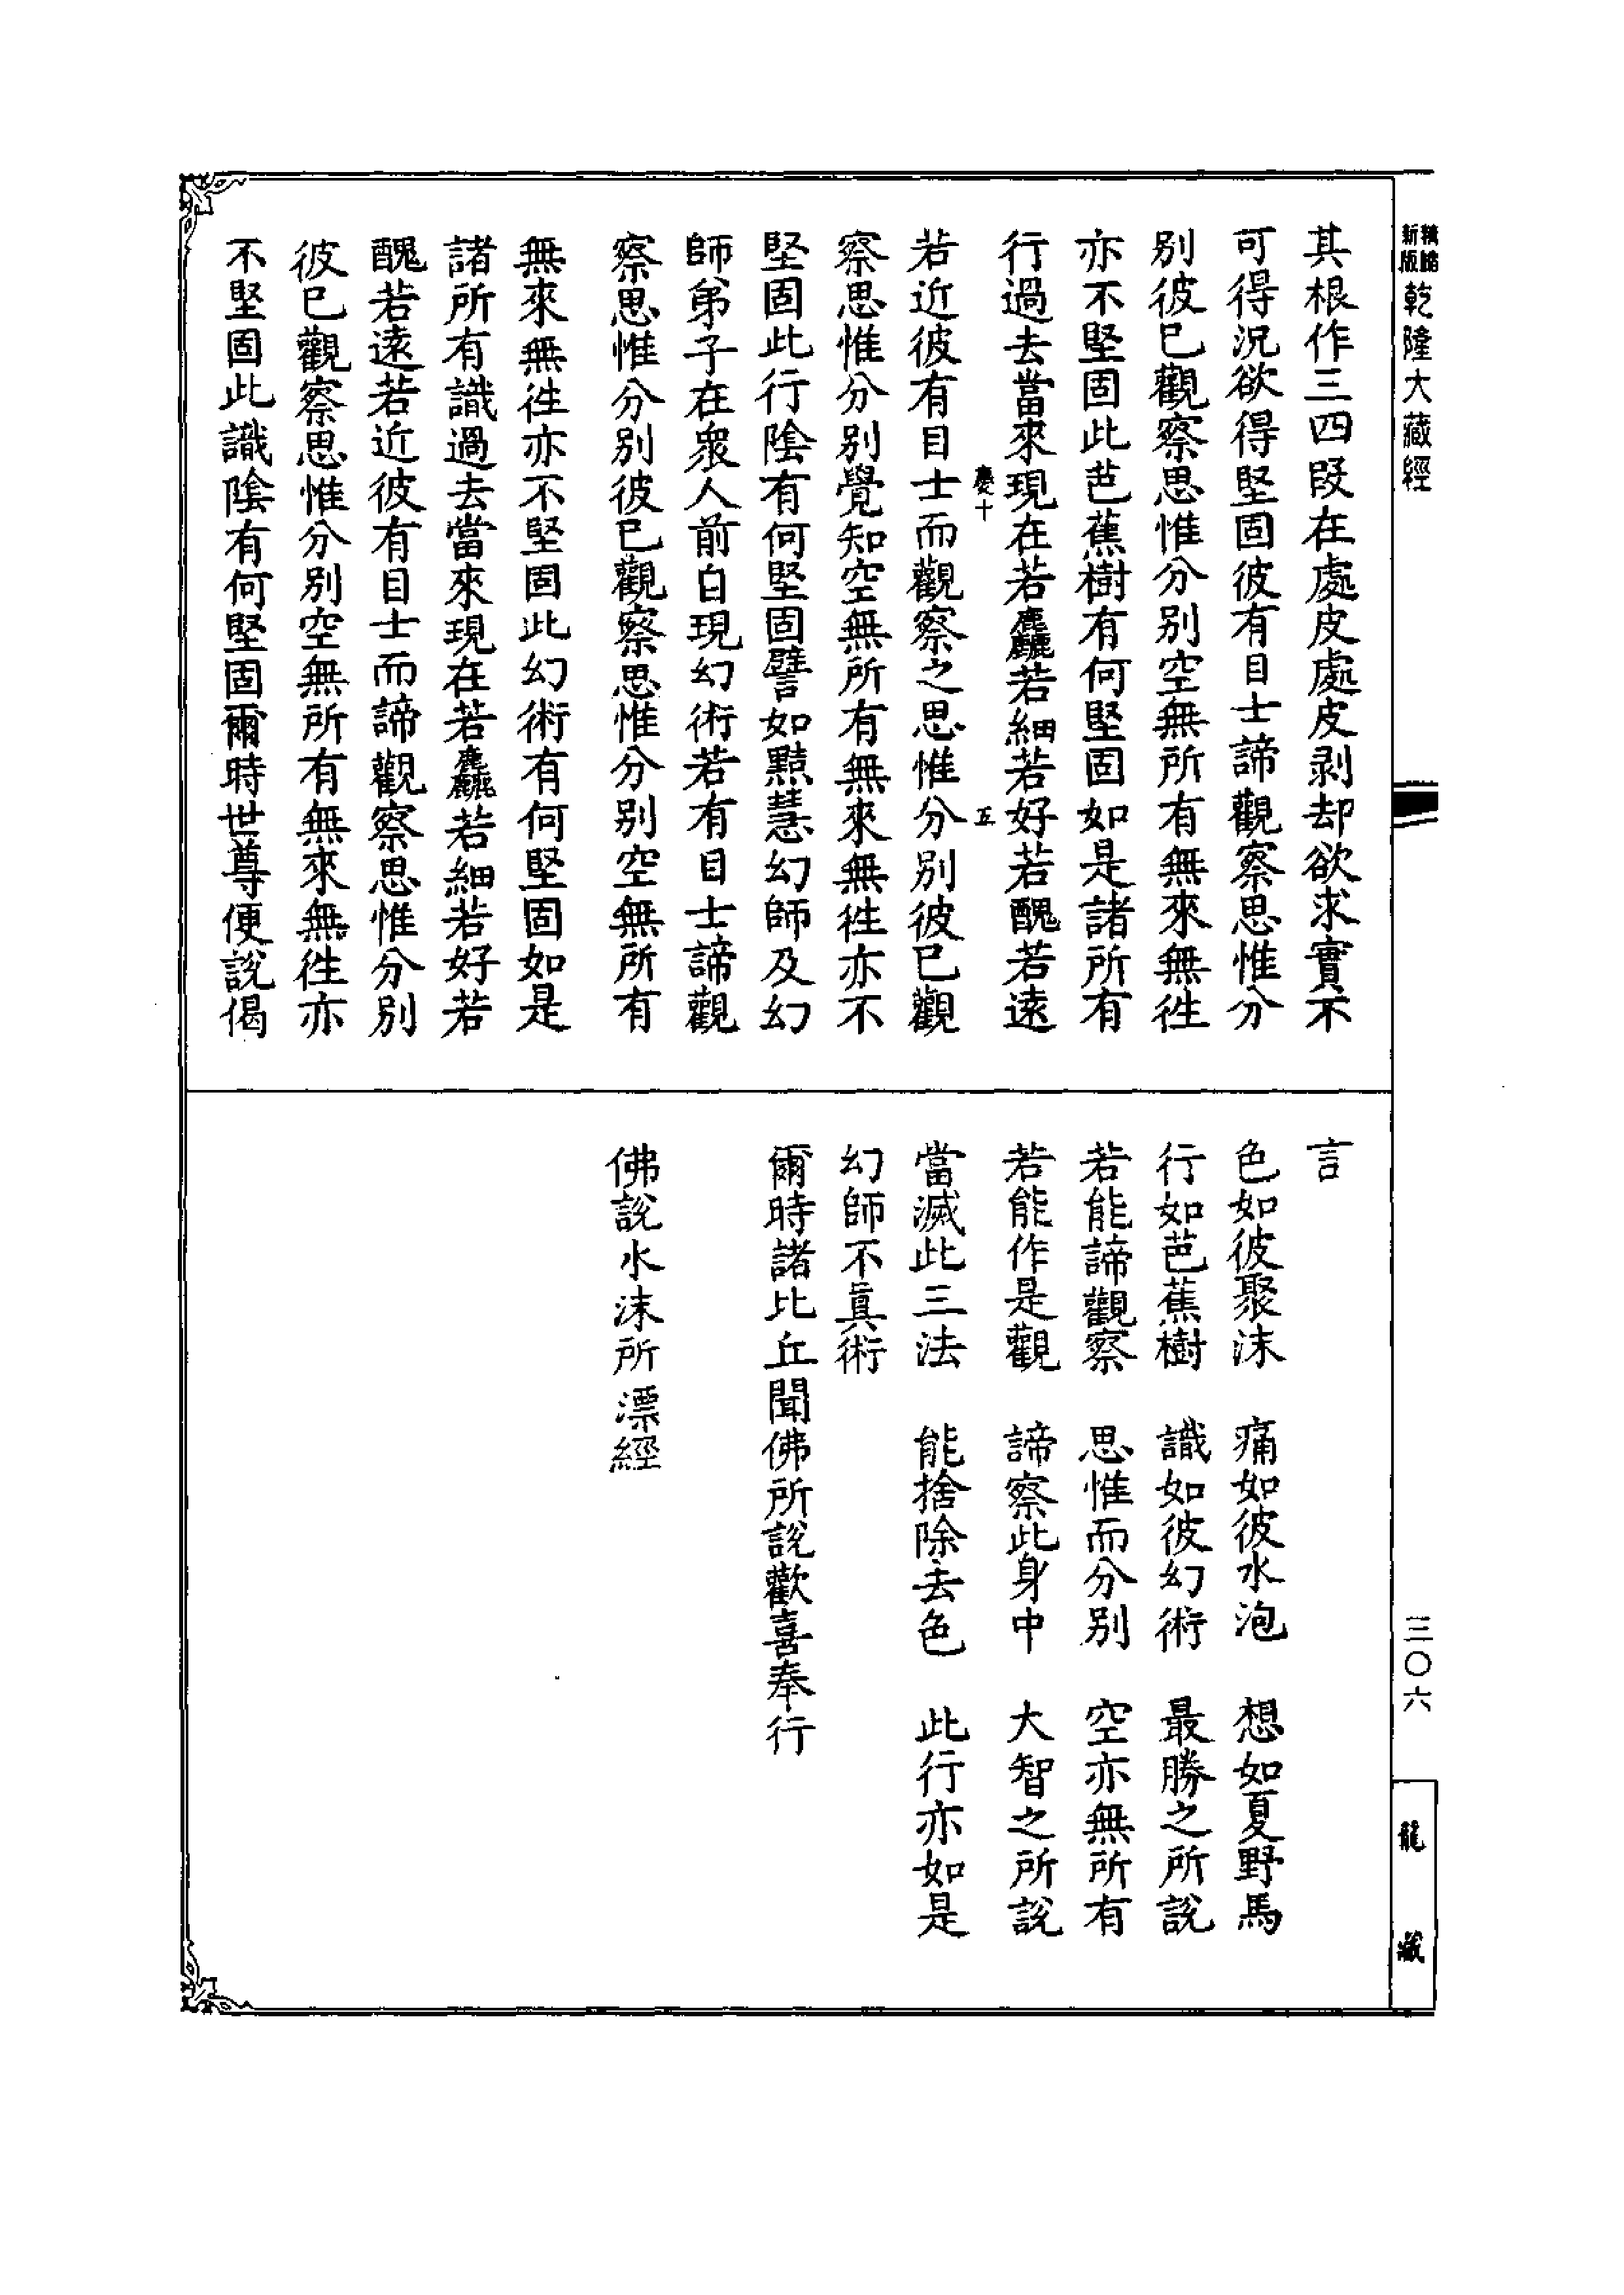 其根作三四段在處皮處皮剥却欲求實不
可得況欲得堅固彼有目士諦觀察思惟分
别彼已觀察思惟分别空無所有無來無徃
亦不堅固此芭蕉樹有何堅固如是諸所有
行過去當來現在若麤若細若好若醜若遠
慶十 五
若近彼有目士而觀察之思惟分别彼已觀
察思惟分别覺知空無所有無來無徃亦不
堅固此行陰有何堅固譬如黠慧幻師及幻
師弟子在衆人前自現幻術若有目士諦觀
察思惟分别彼已觀察思惟分别空無所有
無來無徃亦不堅固此幻術有何堅固如是
諸所有識過去當來現在若麤若細若好若
醜若遠若近彼有目士而諦觀察思惟分别
彼已觀察思惟分别空無所有無來無徃亦
不堅固此識陰有何堅固爾時世尊便說偈
言
色如彼聚沫 痛如彼水泡 想如夏野馬
行如芭蕉樹 識如彼幻術 最勝之所說
若能諦觀察 思惟而分别 空亦無所有
若能作是觀 諦察此身中 大智之所說
當滅此三法 能捨除去色 此行亦如是
幻師不眞術
爾時諸比丘聞佛所說歡喜奉行
佛說水沫所漂經
新版 乾隆大藏經
三〇六
龍藏